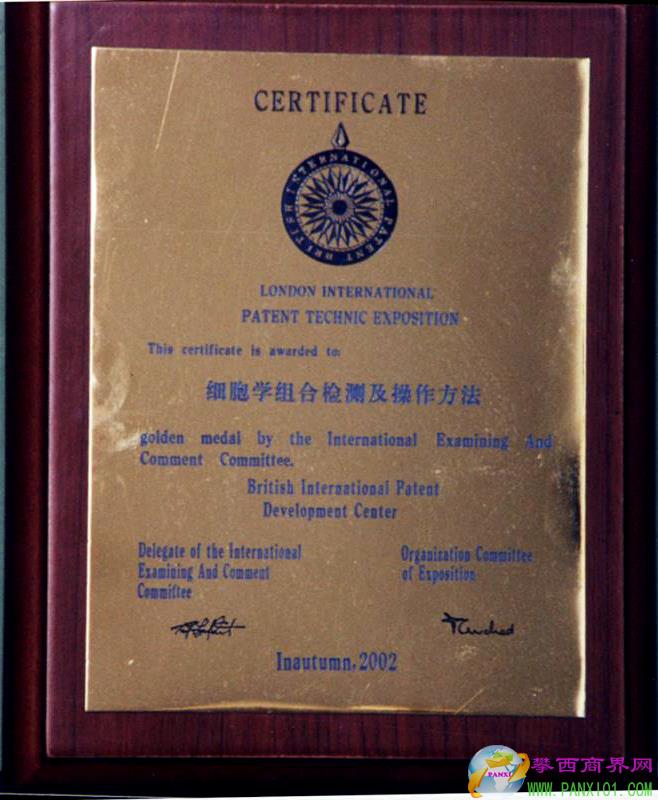 CERTIFICATE
BRITISH INTERNATIONAL PATENT
LONDON INTERNATIONAL
PATENT TECHNIC EXPOSITION
This certificate is awarded to:
细胞学组合检测及操作方法
golden medal by the International Examining And
Comment Committee.
British International Patent
Development Center
Delegate of the International
Examining And Comment
Committee
Organization Committee
of Exposition
Inautumn,2002
PANXI
攀西商界网
www.PANXI01.COM